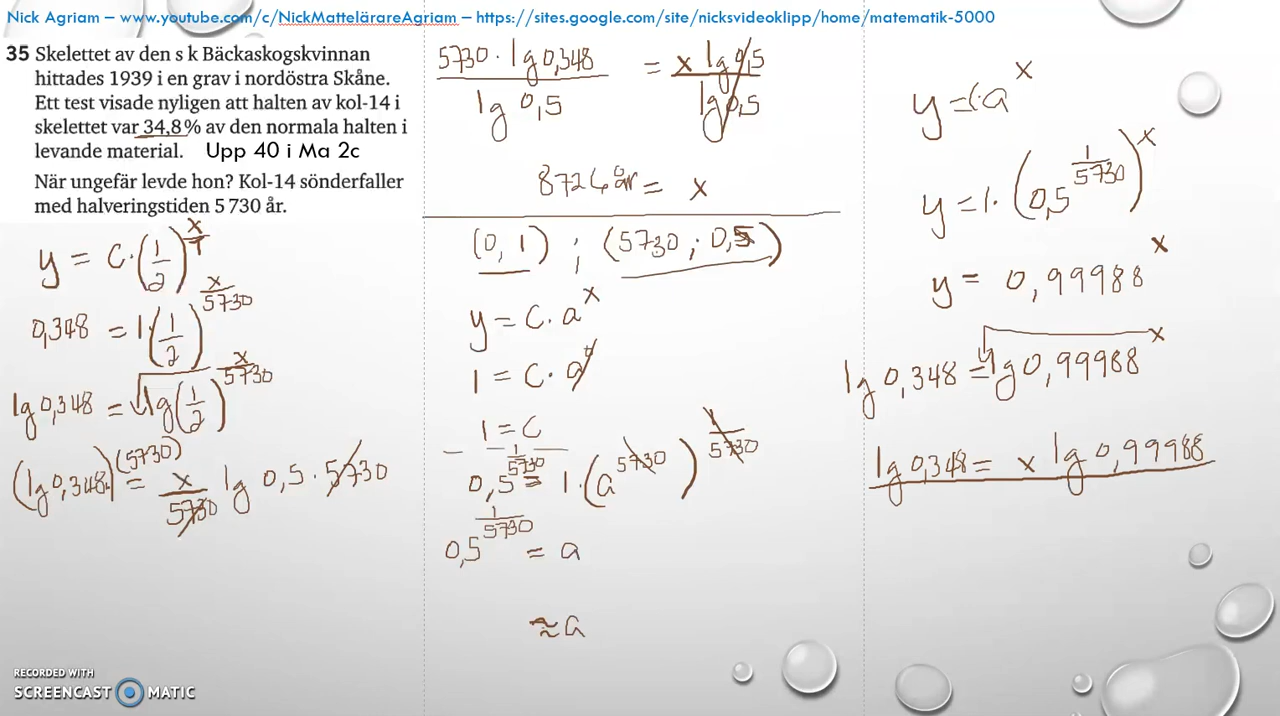 Nick Agriam – www.youtube.com/c/NickMattelärareAgriam – https://sites.google.com/site/nicksvideoklipp/home/matematik-5000
35 Skelettet av den s k Bäckaskogskvinnan
hittades 1939 i en grav i nordöstra Skåne.
Ett test visade nyligen att halten av kol-14 i
skelettet var 34,8% av den normala halten i
levande material. Upp 40 i Ma 2c
När ungefär levde hon? Kol-14 sönderfaller
med halveringstiden 5 730 år.
y = C·(1/2)^(x/T)
0,348 = 1·(1/2)^(x/5730)
lg 0,348 = lg(1/2)^(x/5730)
(lg 0,348)(5730) = x/5730 lg 0,5 · 5730
5730 · lg 0,348 / lg 0,5 = x lg 0,5 / lg 0,5
8726 år = x
(0, 1) ; (5730 ; 0,5)
y = C · a^x
1 = C · a^0
1 = C
0,5^(1/5730) = 1·(a^5730)^(1/5730)
0,5^(1/5730) = a
≈ a
y = C·a^x
y = 1·(0,5^(1/5730))^x
y = 0,99988^x
lg 0,348 = lg 0,99988^x
lg 0,348 = x lg 0,99988
RECORDED WITH
SCREENCAST MATIC